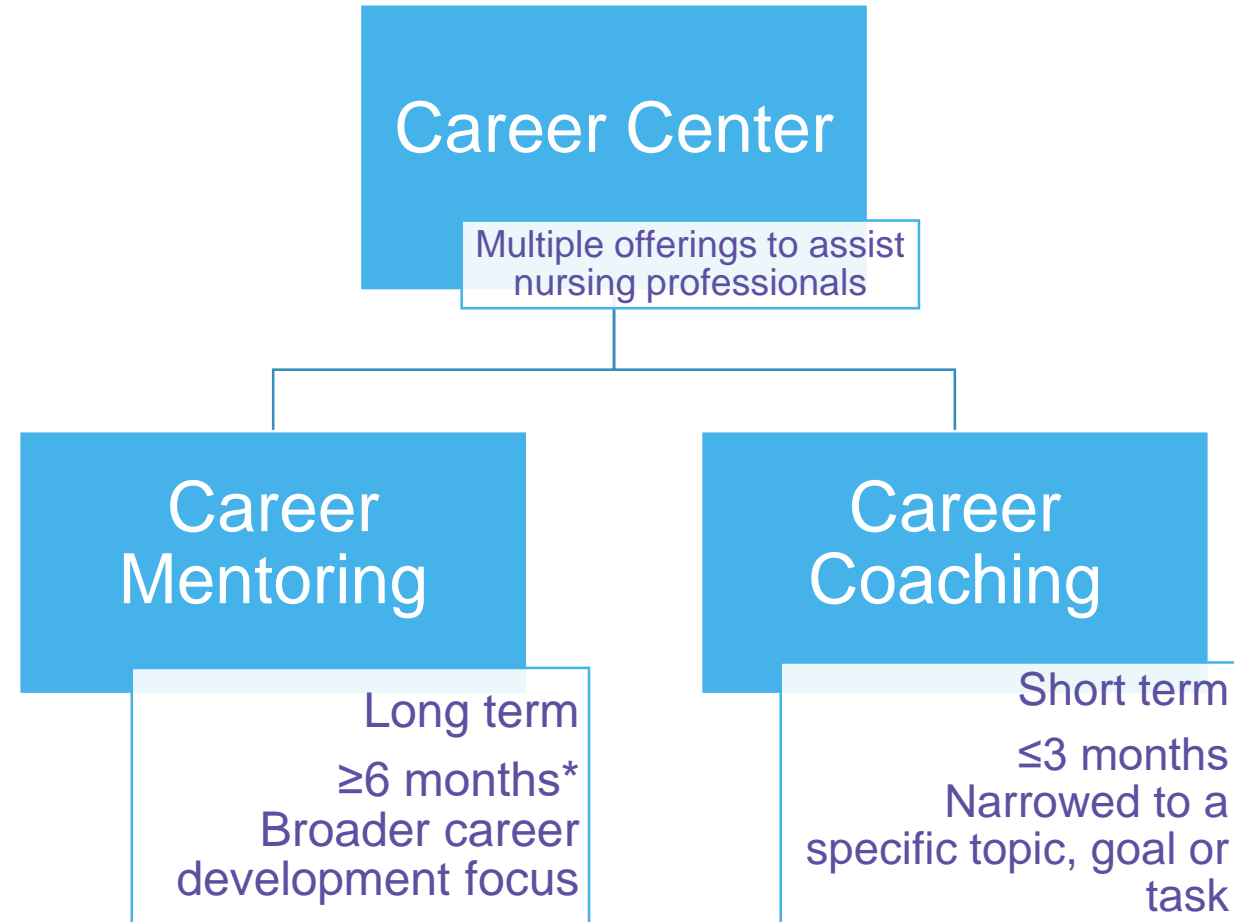 Career Center
Multiple offerings to assist
nursing professionals
Career
Mentoring
Long term
≥6 months*
Broader career
development focus
Career
Coaching
Short term
≤3 months
Narrowed to a
specific topic, goal or
task